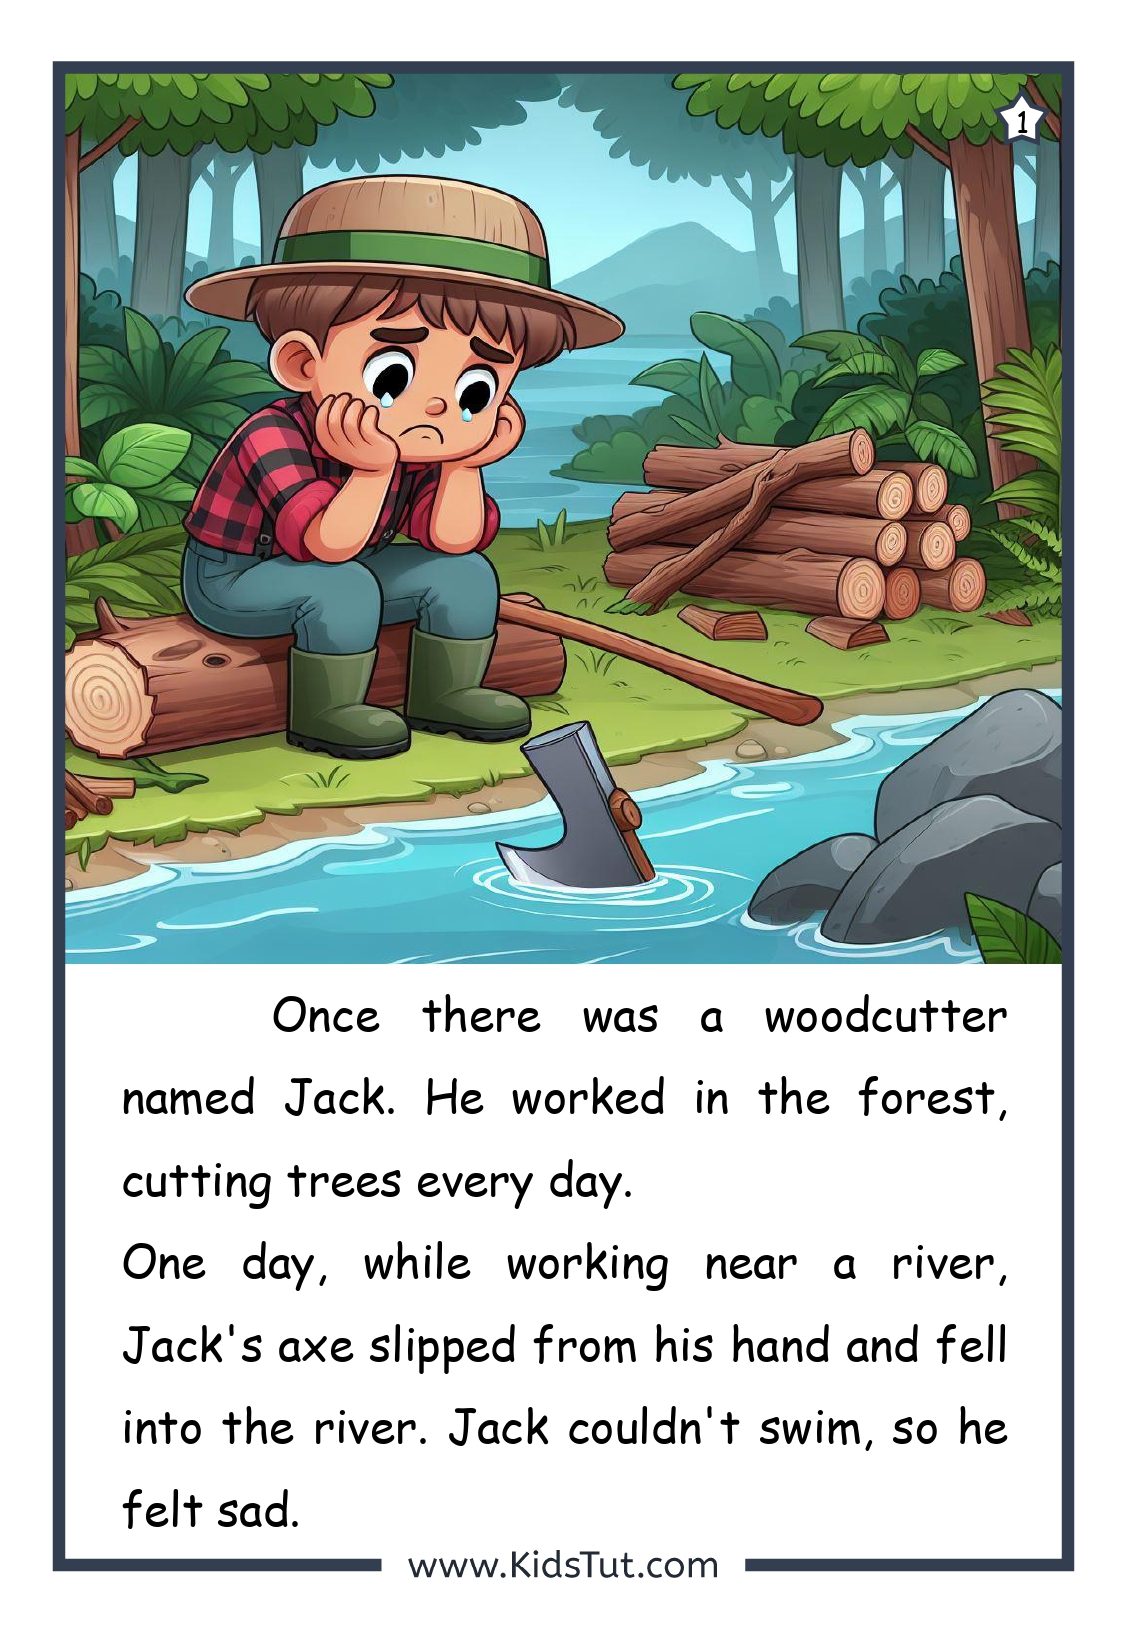 1
Once there was a woodcutter
named Jack. He worked in the forest,
cutting trees every day.
One day, while working near a river,
Jack's axe slipped from his hand and fell
into the river. Jack couldn't swim, so he
felt sad.
www.KidsTut.com